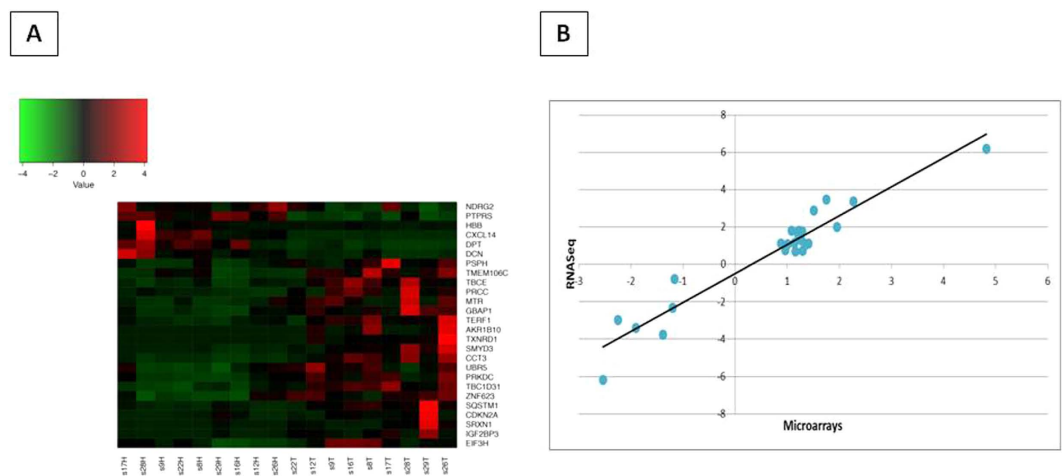 A
B
−4 −2 0 2 4
Value
NDRG2
PTPRS
HBB
CXCL14
DPT
DCN
PSPH
TMEM106C
TBCE
PRCC
MTR
GBAP1
TERF1
AKR1B10
TXNRD1
SMYD3
CCT3
UBR5
PRKDC
TBC1D31
ZNF623
SQSTM1
CDKN2A
SRXN1
IGF2BP3
EIF3H
s17H s28H s9H s22H s8H s29H s16H s12H s26H s22T s12T s9T s16T s8T s17T s28T s29T s26T
8
6
4
2
0
-3 -2 -1 0 1 2 3 4 5 6
-2
-4
-6
-8
RNASeq
Microarrays